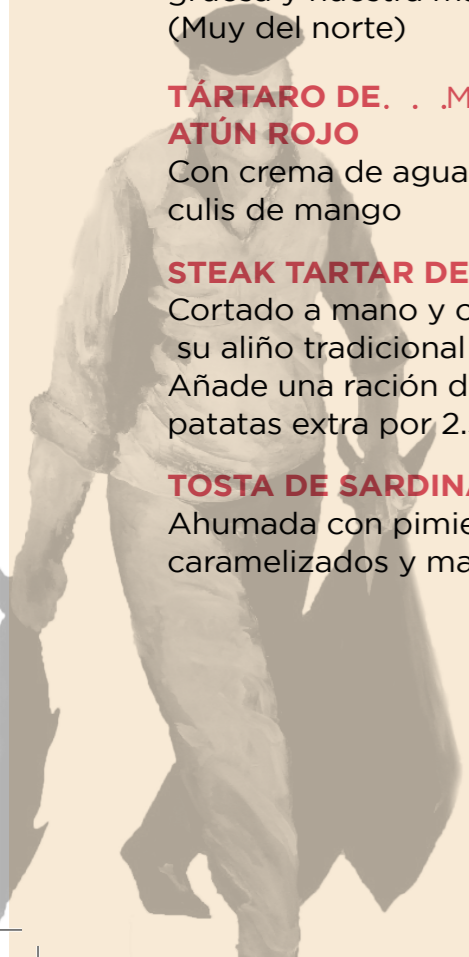 (Muy del norte)
TÁRTARO DE. . .M
ATÚN ROJO
Con crema de agua
culis de mango
STEAK TARTAR DE
Cortado a mano y
su aliño tradicional
Añade una ración d
patatas extra por 2.
TOSTA DE SARDINA
Ahumada con pimie
caramelizados y ma